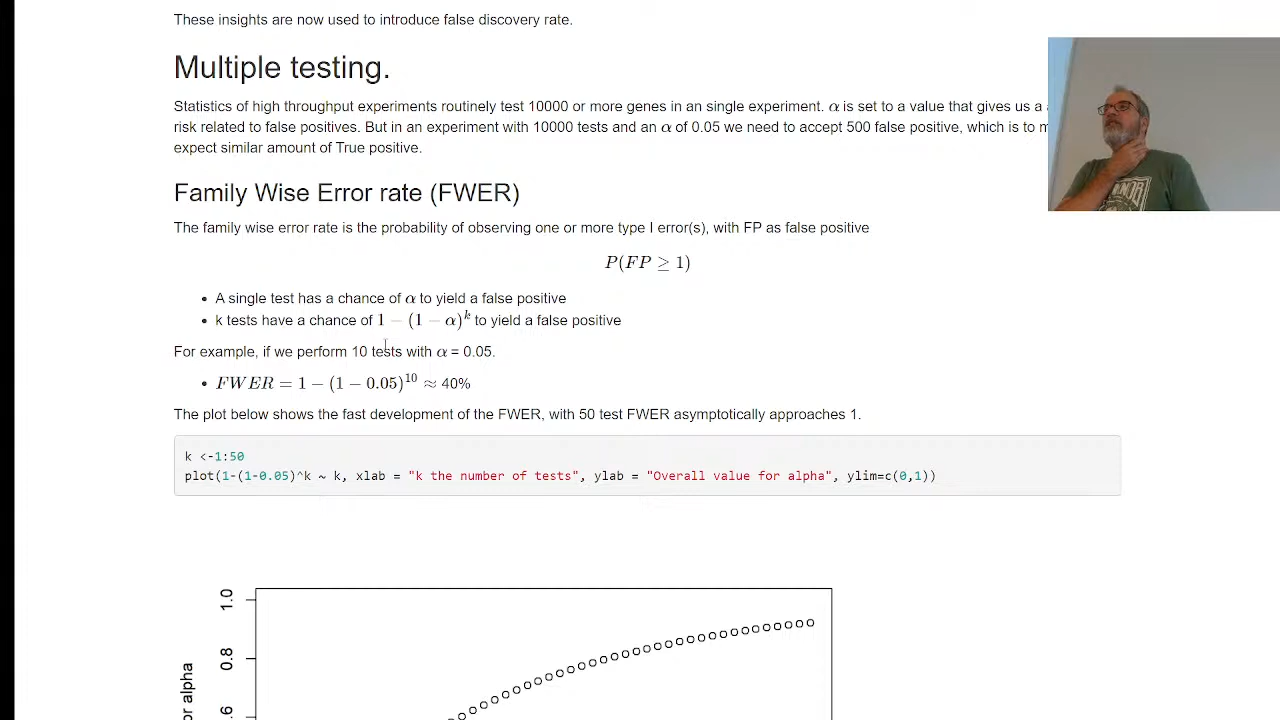 These insights are now used to introduce false discovery rate.
Multiple testing.
Statistics of high throughput experiments routinely test 10000 or more genes in an single experiment. α is set to a value that gives us a
risk related to false positives. But in an experiment with 10000 tests and an α of 0.05 we need to accept 500 false positive, which is to
expect similar amount of True positive.
Family Wise Error rate (FWER)
The family wise error rate is the probability of observing one or more type I error(s), with FP as false positive
P(FP ≥ 1)
• A single test has a chance of α to yield a false positive
• k tests have a chance of 1 − (1 − α)^k to yield a false positive
For example, if we perform 10 tests with α = 0.05.
• FWER = 1 − (1 − 0.05)^10 ≈ 40%
The plot below shows the fast development of the FWER, with 50 test FWER asymptotically approaches 1.
k <-1:50
plot(1-(1-0.05)^k ~ k, xlab = "k the number of tests", ylab = "Overall value for alpha", ylim=c(0,1))
1.0
0.8
.6
or alpha